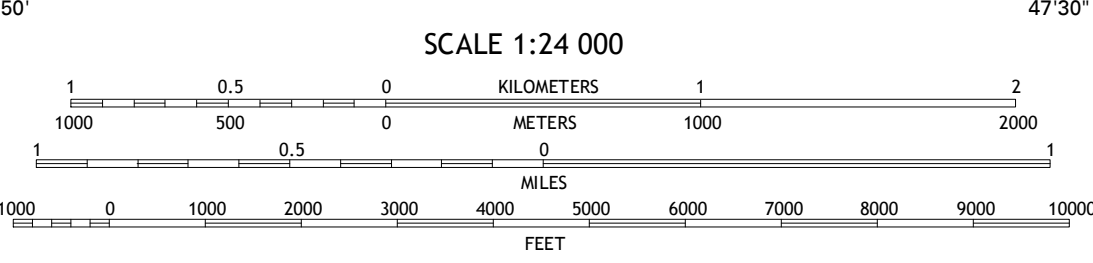 50' 47'30"
SCALE 1:24 000
1 0.5 0 KILOMETERS 1 2
1000 500 0 METERS 1000 2000
1 0.5 0 1
MILES
1000 0 1000 2000 3000 4000 5000 6000 7000 8000 9000 10000
FEET